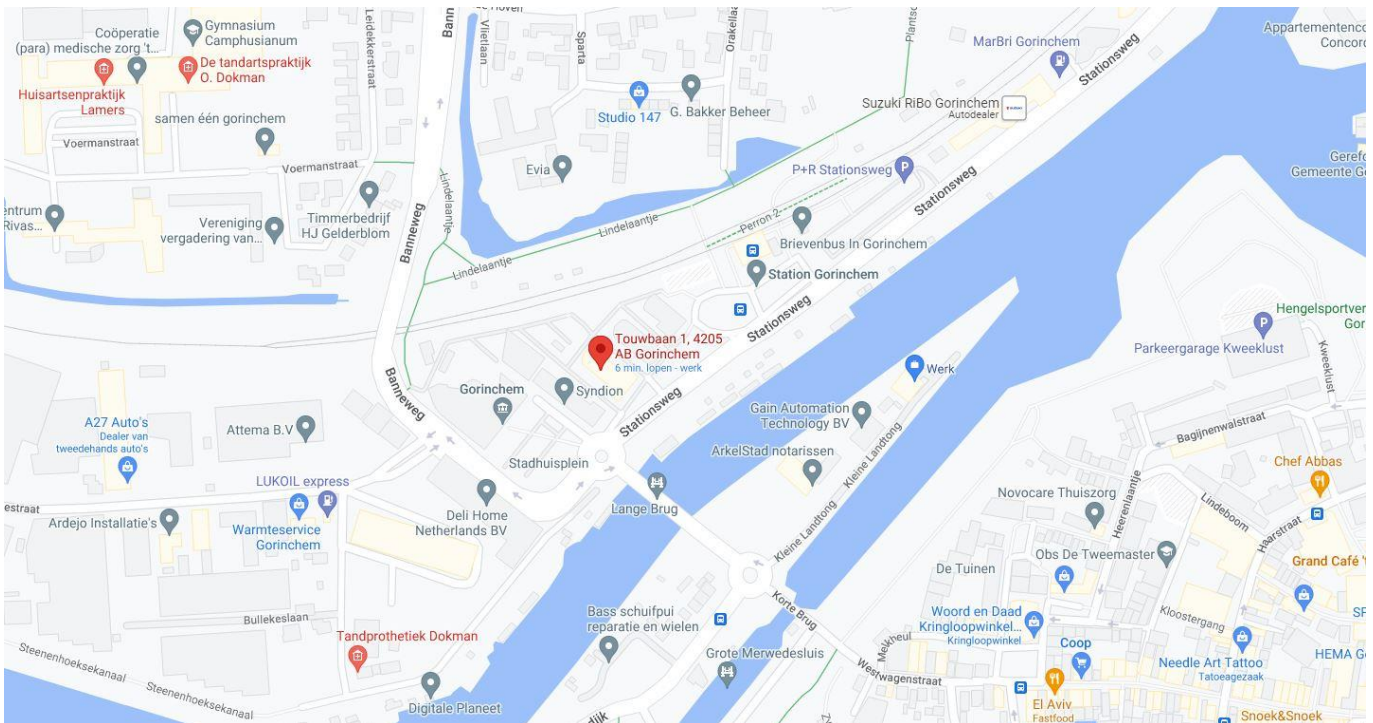 Coöperatie
(para) medische zorg 't...
Gymnasium
Camphusianum
De tandartspraktijk
O. Dokman
Huisartsenpraktijk
Lamers
samen één gorinchem
Voermanstraat
Voermanstraat
Leidekkerstraat
Vereniging
vergadering van...
Timmerbedrijf
HJ Gelderblom
entrum
Rivas...
Bann
Banneweg
Banneweg
Lindelaantje
Lindelaantje
Lindelaantje
Vlietlaan
Sparta
Orakellaa
Plantso
Studio 147
G. Bakker Beheer
Evia
MarBri Gorinchem
Stationsweg
Suzuki RiBo Gorinchem
Autodealer
P+R Stationsweg
Stationsweg
Perron 2
Brievenbus In Gorinchem
Station Gorinchem
Stationsweg
Appartementenco
Concord
Gerefo
Gemeente Go
Hengelsportver
Gor
Parkeergarage Kweeklust
Kweeklust
Touwbaan 1, 4205
AB Gorinchem
6 min. lopen - werk
Gorinchem
Syndion
Stationsweg
Stadhuisplein
Werk
Gain Automation
Technology BV
ArkelStad notarissen
Kleine Landtong
Kleine Landtong
Lange Brug
A27 Auto's
Dealer van
tweedehands auto's
Attema B.V
LUKOIL express
estraat
Ardejo Installatie's
Warmteservice
Gorinchem
Deli Home
Netherlands BV
Bullekeslaan
Tandprothetiek Dokman
Steenenhoeksekanaal
Steenenhoeksekanaal
Digitale Planeet
Bass schuifpui
reparatie en wielen
Grote Merwedesluis
dijk
Korte Brug
Westwagenstraat
Melkheul
De Tuinen
Novocare Thuiszorg
Heerenlaantje
Bagijnenwalstraat
Lindeboom
Haarstraat
Chef Abbas
Obs De Tweemaster
Grand Café 't
Woord en Daad
Kringloopwinkel...
Kringloopwinkel
Coop
Kloostergang
Needle Art Tattoo
Tatoeagezaak
HEMA G
SP
El Aviv
Fastfood
Snoek&Snoek